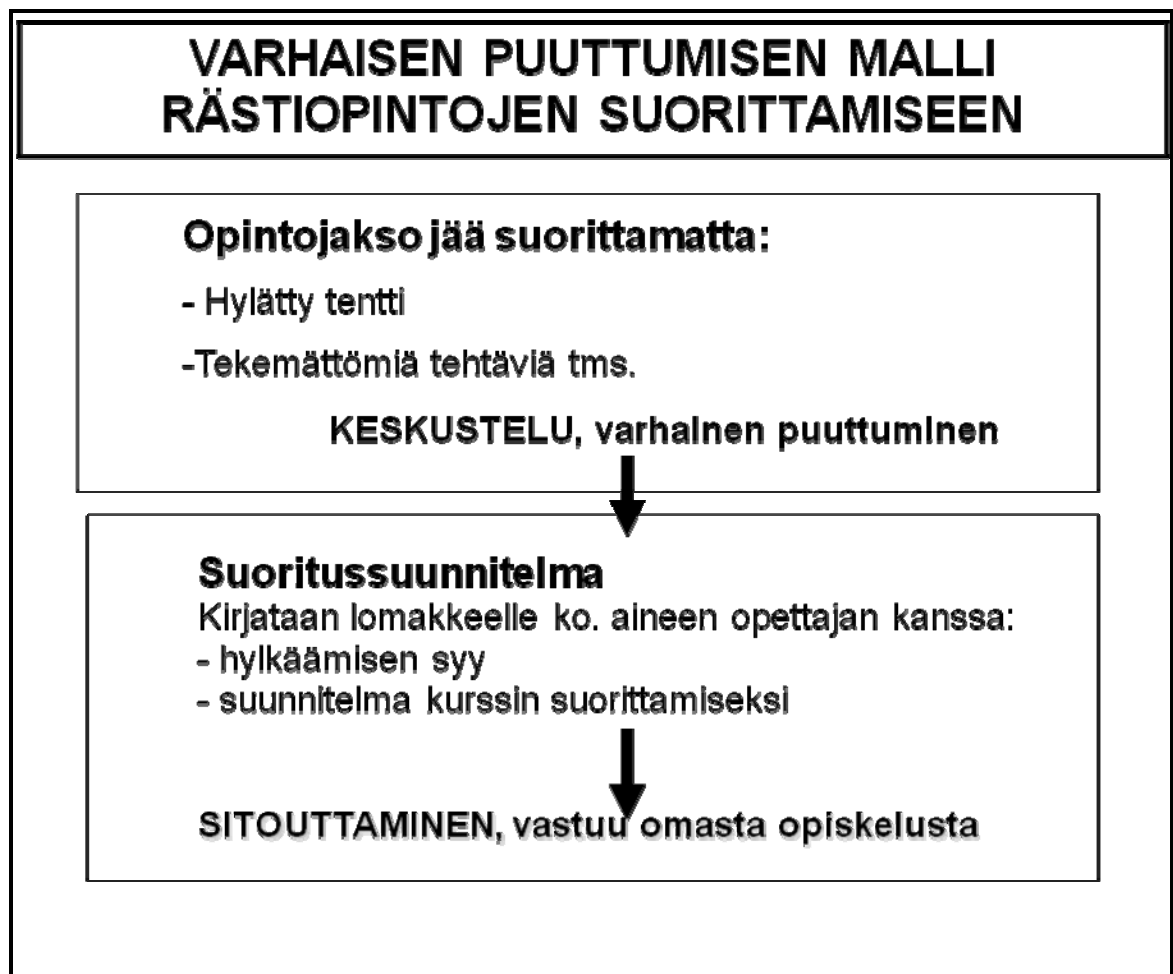 VARHAISEN PUUTTUMISEN MALLI
RÄSTIOPINTOJEN SUORITTAMISEEN
Opintojakso jää suorittamatta:
- Hylätty tentti
-Tekemättömiä tehtäviä tms.
KESKUSTELU, varhainen puuttuminen
Suoritussuunnitelma
Kirjataan lomakkeelle ko. aineen opettajan kanssa:
- hylkäämisen syy
- suunnitelma kurssin suorittamiseksi
SITOUTTAMINEN, vastuu omasta opiskelusta